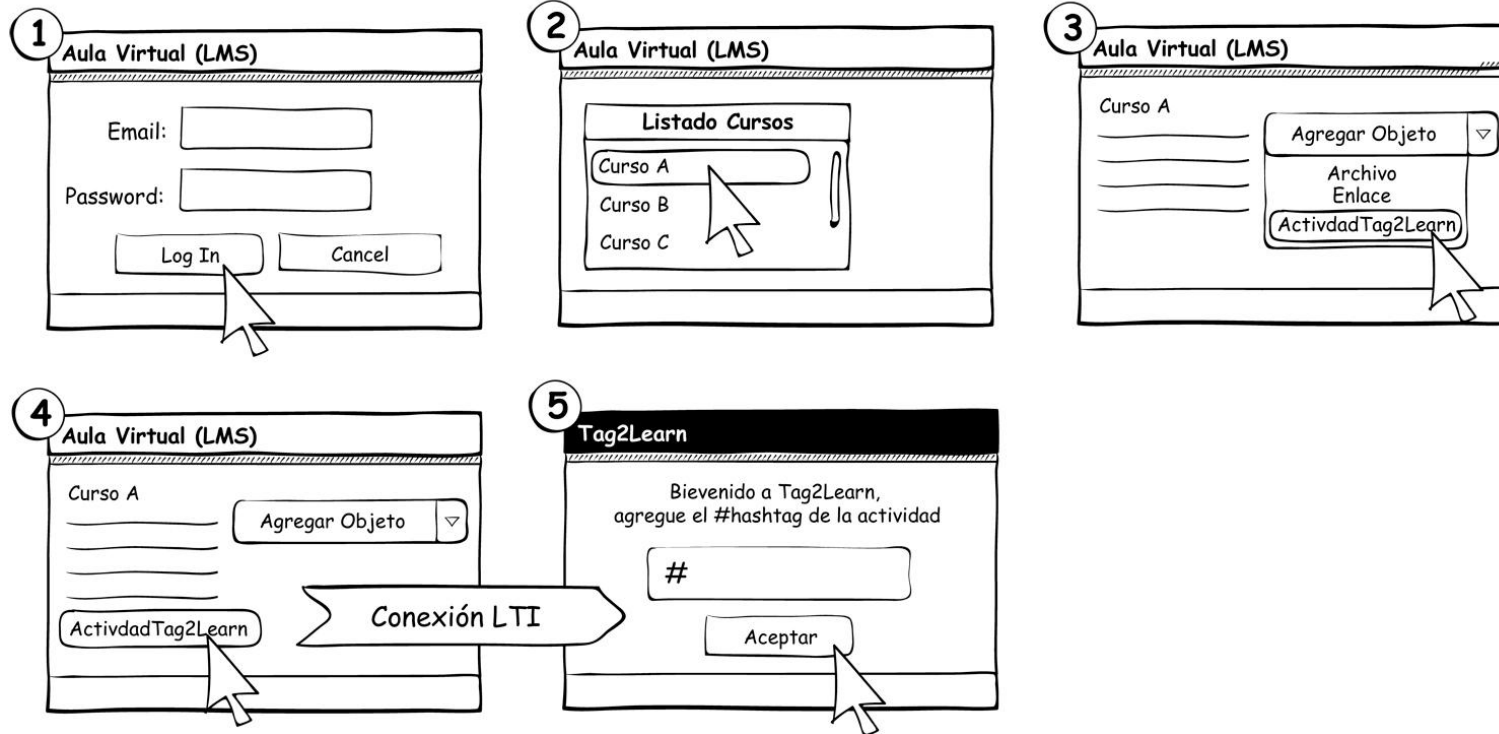 1
Aula Virtual (LMS)
Email:
Password:
Log In
Cancel
2
Aula Virtual (LMS)
Listado Cursos
Curso A
Curso B
Curso C
3
Aula Virtual (LMS)
Curso A
Agregar Objeto
Archivo
Enlace
ActivdadTag2Learn
4
Aula Virtual (LMS)
Curso A
Agregar Objeto
ActivdadTag2Learn
Conexión LTI
5
Tag2Learn
Bievenido a Tag2Learn,
agregue el #hashtag de la actividad
#
Aceptar